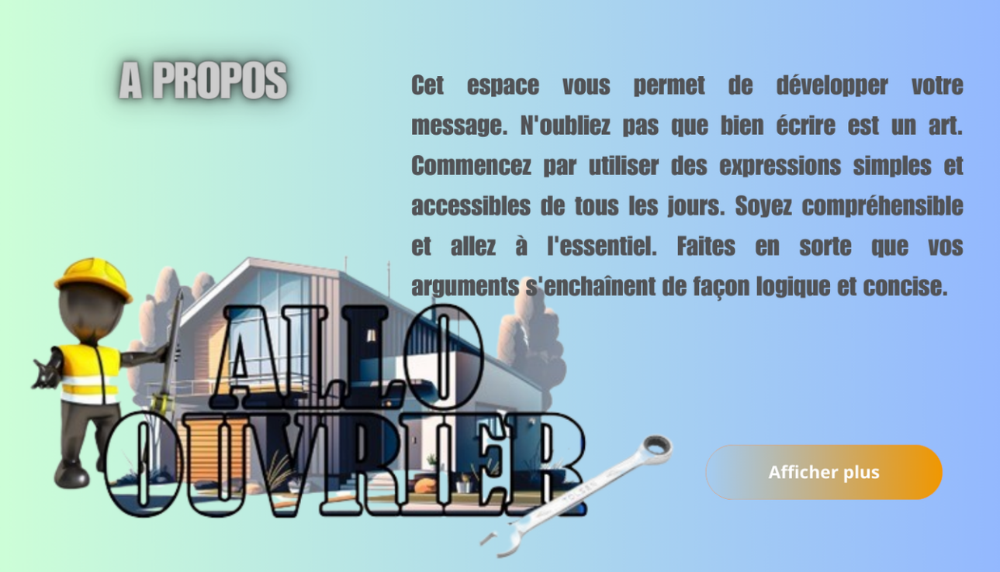 A PROPOS
Cet espace vous permet de développer votre
message. N'oubliez pas que bien écrire est un art.
Commencez par utiliser des expressions simples et
accessibles de tous les jours. Soyez compréhensible
et allez à l'essentiel. Faites en sorte que vos
arguments s'enchaînent de façon logique et concise.
ALLO
OUVRIER
TOLSEN
Afficher plus